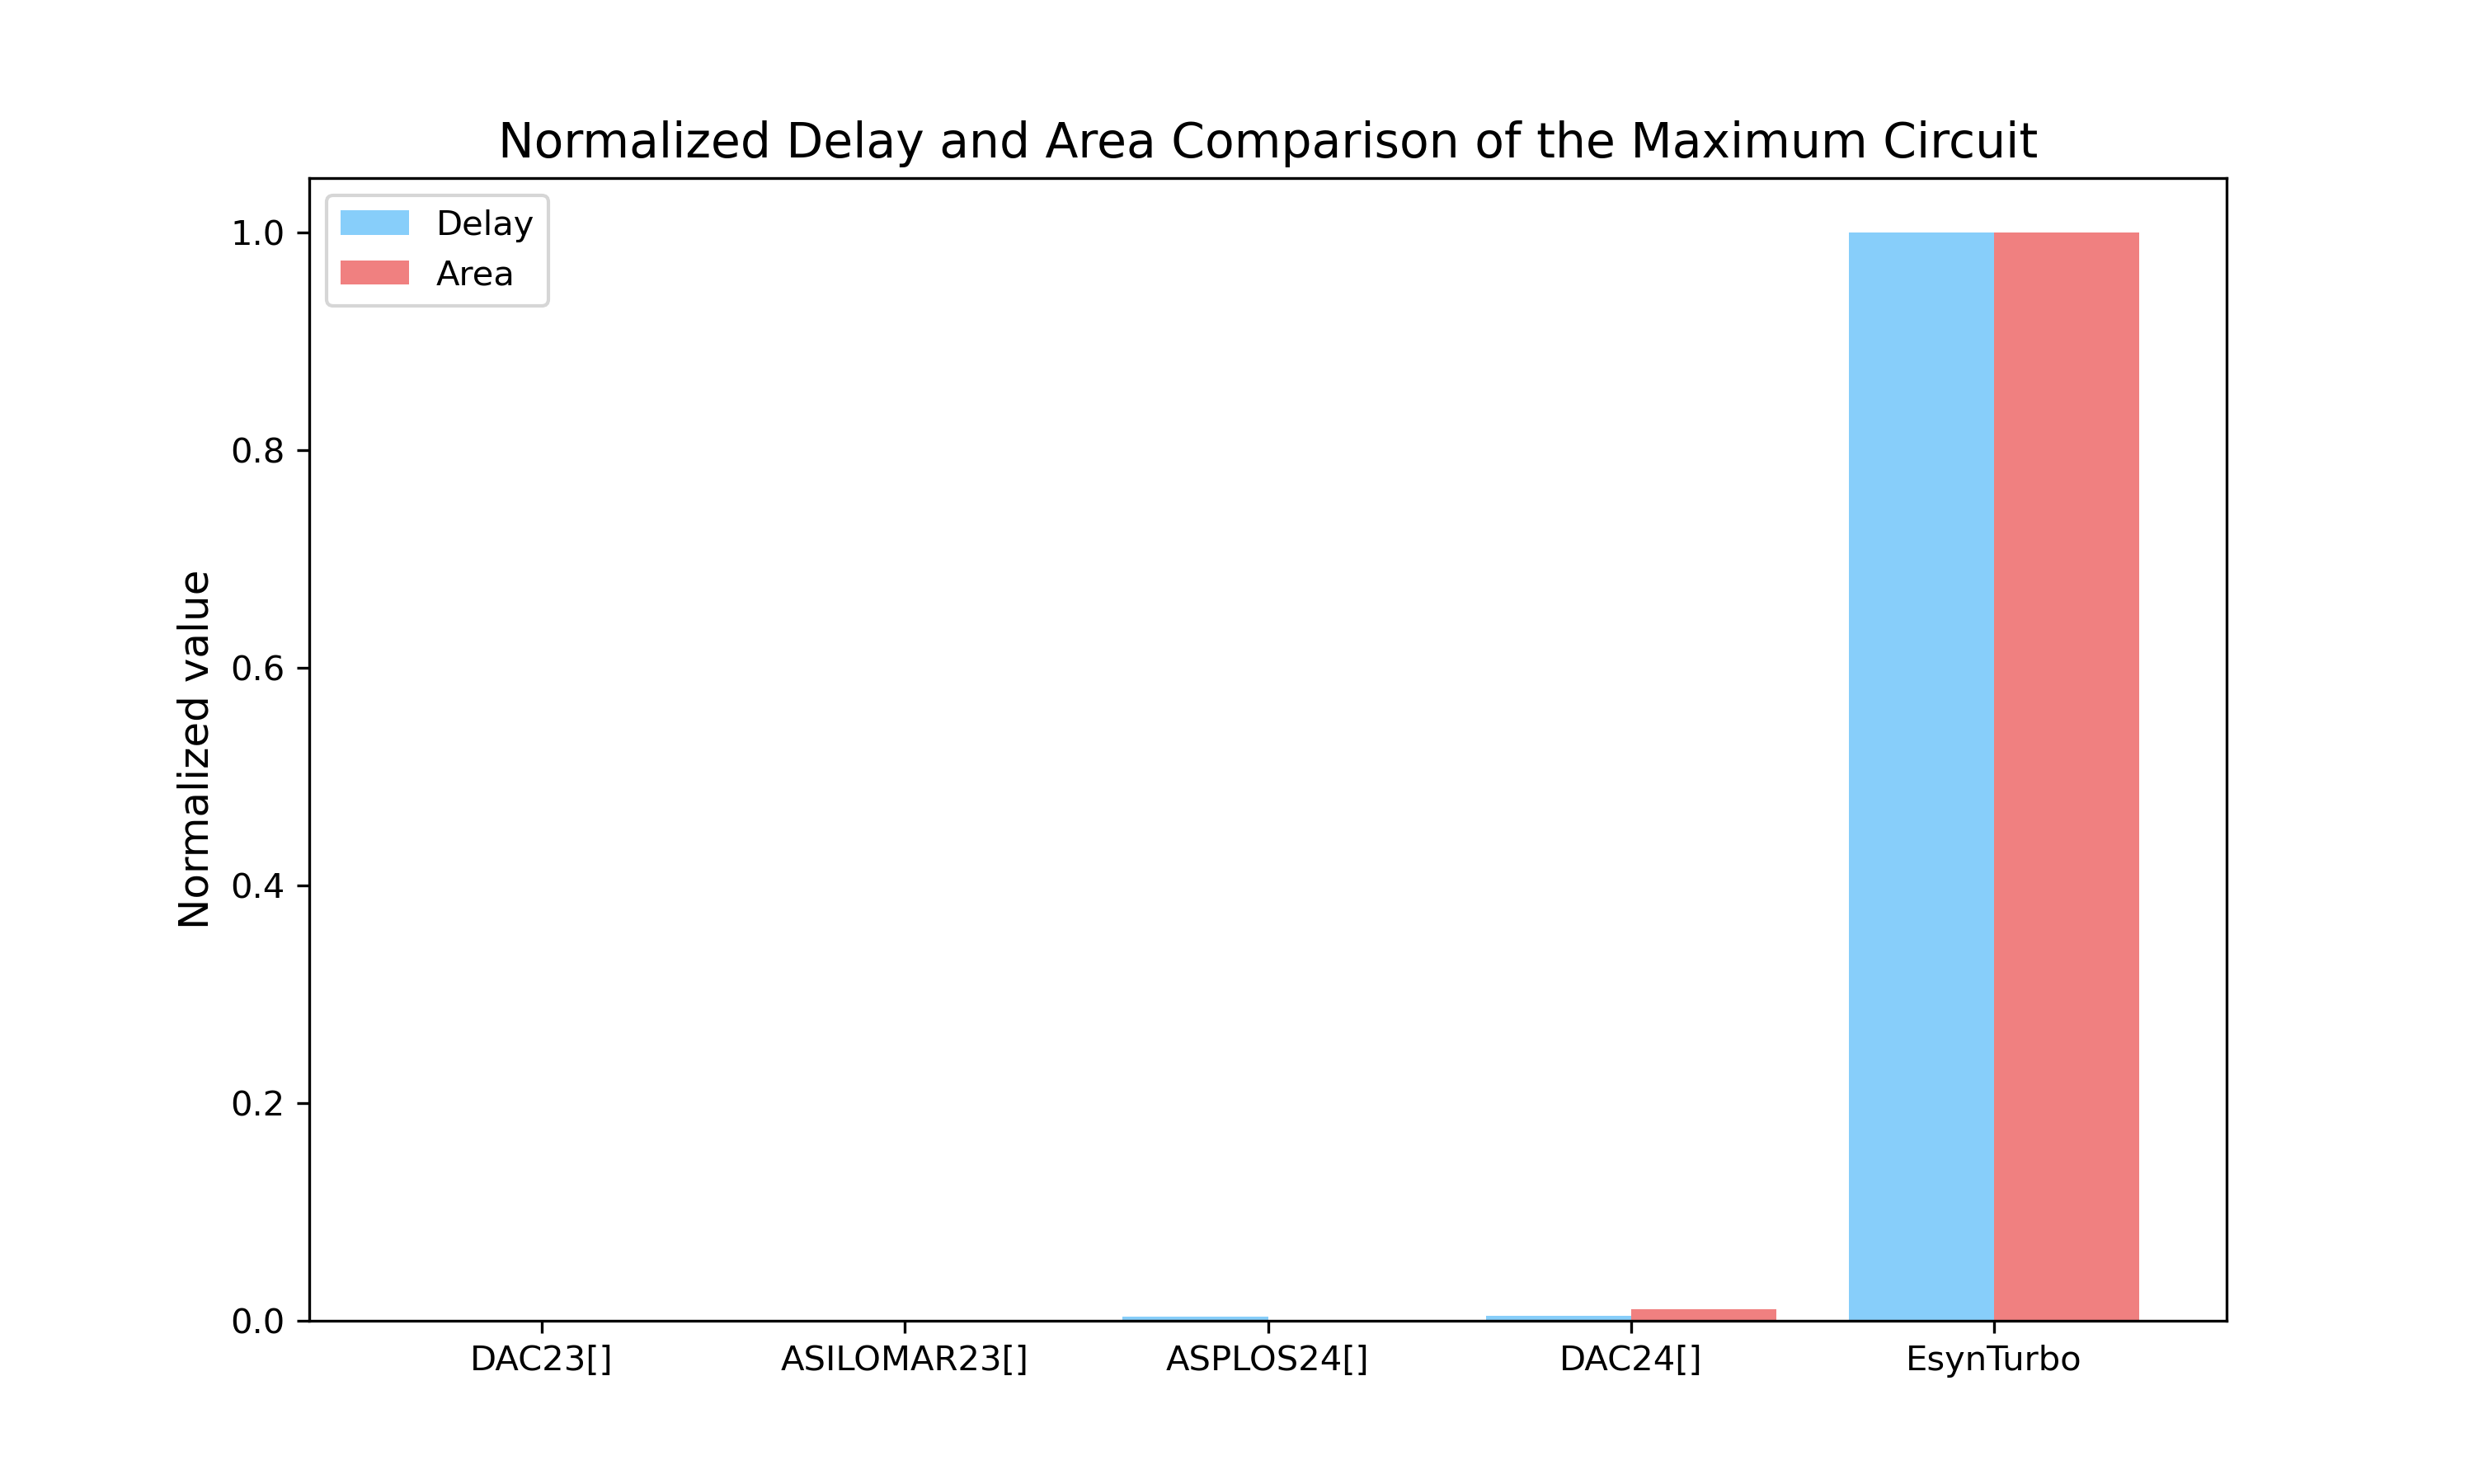 Normalized Delay and Area Comparison of the Maximum Circuit
Delay
Area
Normalized value
1.0
0.8
0.6
0.4
0.2
0.0
DAC23[]
ASILOMAR23[]
ASPLOS24[]
DAC24[]
EsynTurbo